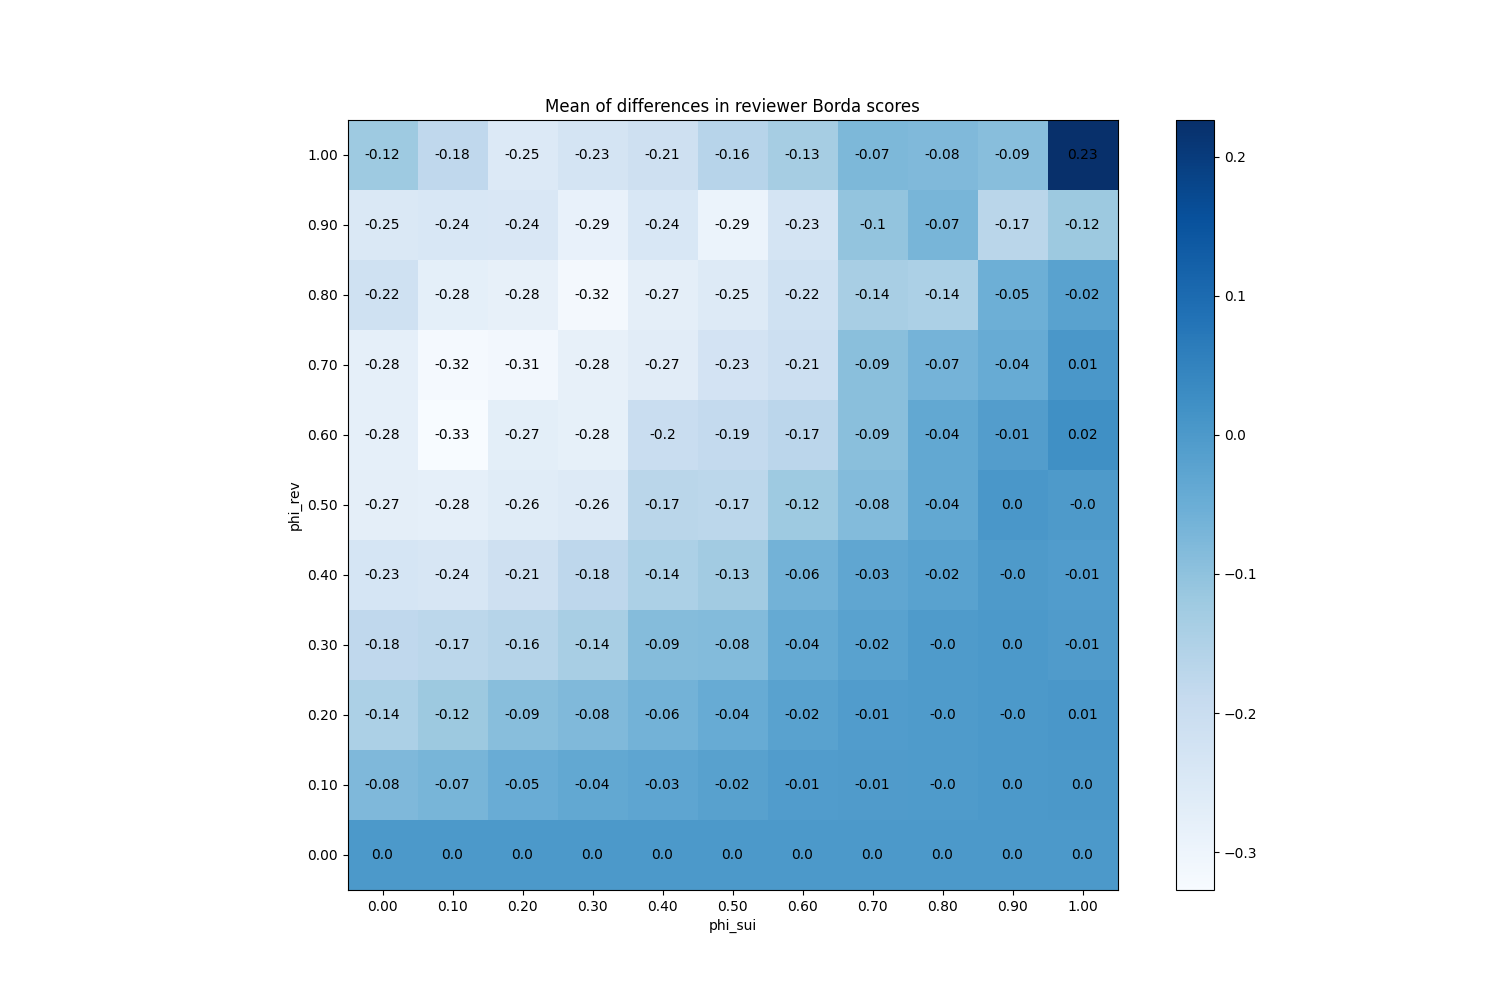 Mean of differences in reviewer Borda scores
1.00 -0.12 -0.18 -0.25 -0.23 -0.21 -0.16 -0.13 -0.07 -0.08 -0.09 0.23
0.90 -0.25 -0.24 -0.24 -0.29 -0.24 -0.29 -0.23 -0.1 -0.07 -0.17 -0.12
0.80 -0.22 -0.28 -0.28 -0.32 -0.27 -0.25 -0.22 -0.14 -0.14 -0.05 -0.02
0.70 -0.28 -0.32 -0.31 -0.28 -0.27 -0.23 -0.21 -0.09 -0.07 -0.04 0.01
0.60 -0.28 -0.33 -0.27 -0.28 -0.2 -0.19 -0.17 -0.09 -0.04 -0.01 0.02
0.50 -0.27 -0.28 -0.26 -0.26 -0.17 -0.17 -0.12 -0.08 -0.04 0.0 -0.0
0.40 -0.23 -0.24 -0.21 -0.18 -0.14 -0.13 -0.06 -0.03 -0.02 -0.0 -0.01
0.30 -0.18 -0.17 -0.16 -0.14 -0.09 -0.08 -0.04 -0.02 -0.0 0.0 -0.01
0.20 -0.14 -0.12 -0.09 -0.08 -0.06 -0.04 -0.02 -0.01 -0.0 -0.0 0.01
0.10 -0.08 -0.07 -0.05 -0.04 -0.03 -0.02 -0.01 -0.01 -0.0 0.0 0.0
0.00 0.0 0.0 0.0 0.0 0.0 0.0 0.0 0.0 0.0 0.0 0.0
0.00 0.10 0.20 0.30 0.40 0.50 0.60 0.70 0.80 0.90 1.00
phi_sui
phi_rev
0.2
0.1
0.0
−0.1
−0.2
−0.3